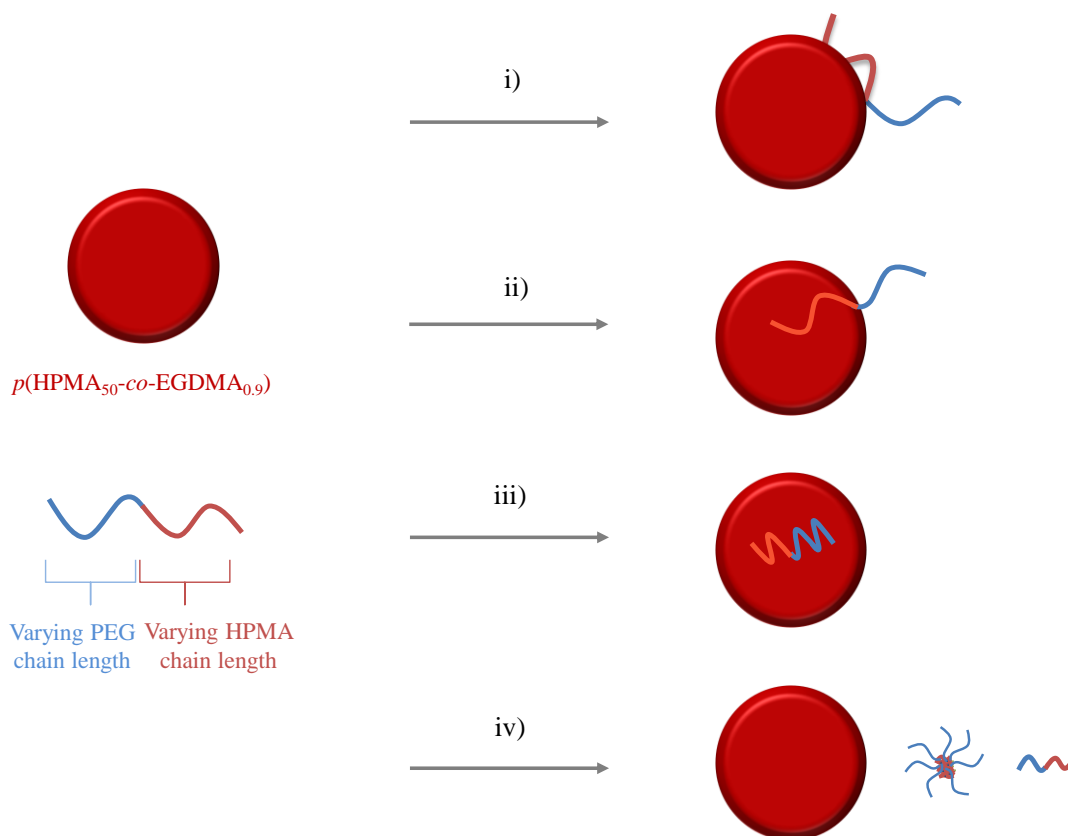 i)
ii)
p(HPMA50-co-EGDMA0.9)
iii)
Varying PEG
chain length
Varying HPMA
chain length
iv)